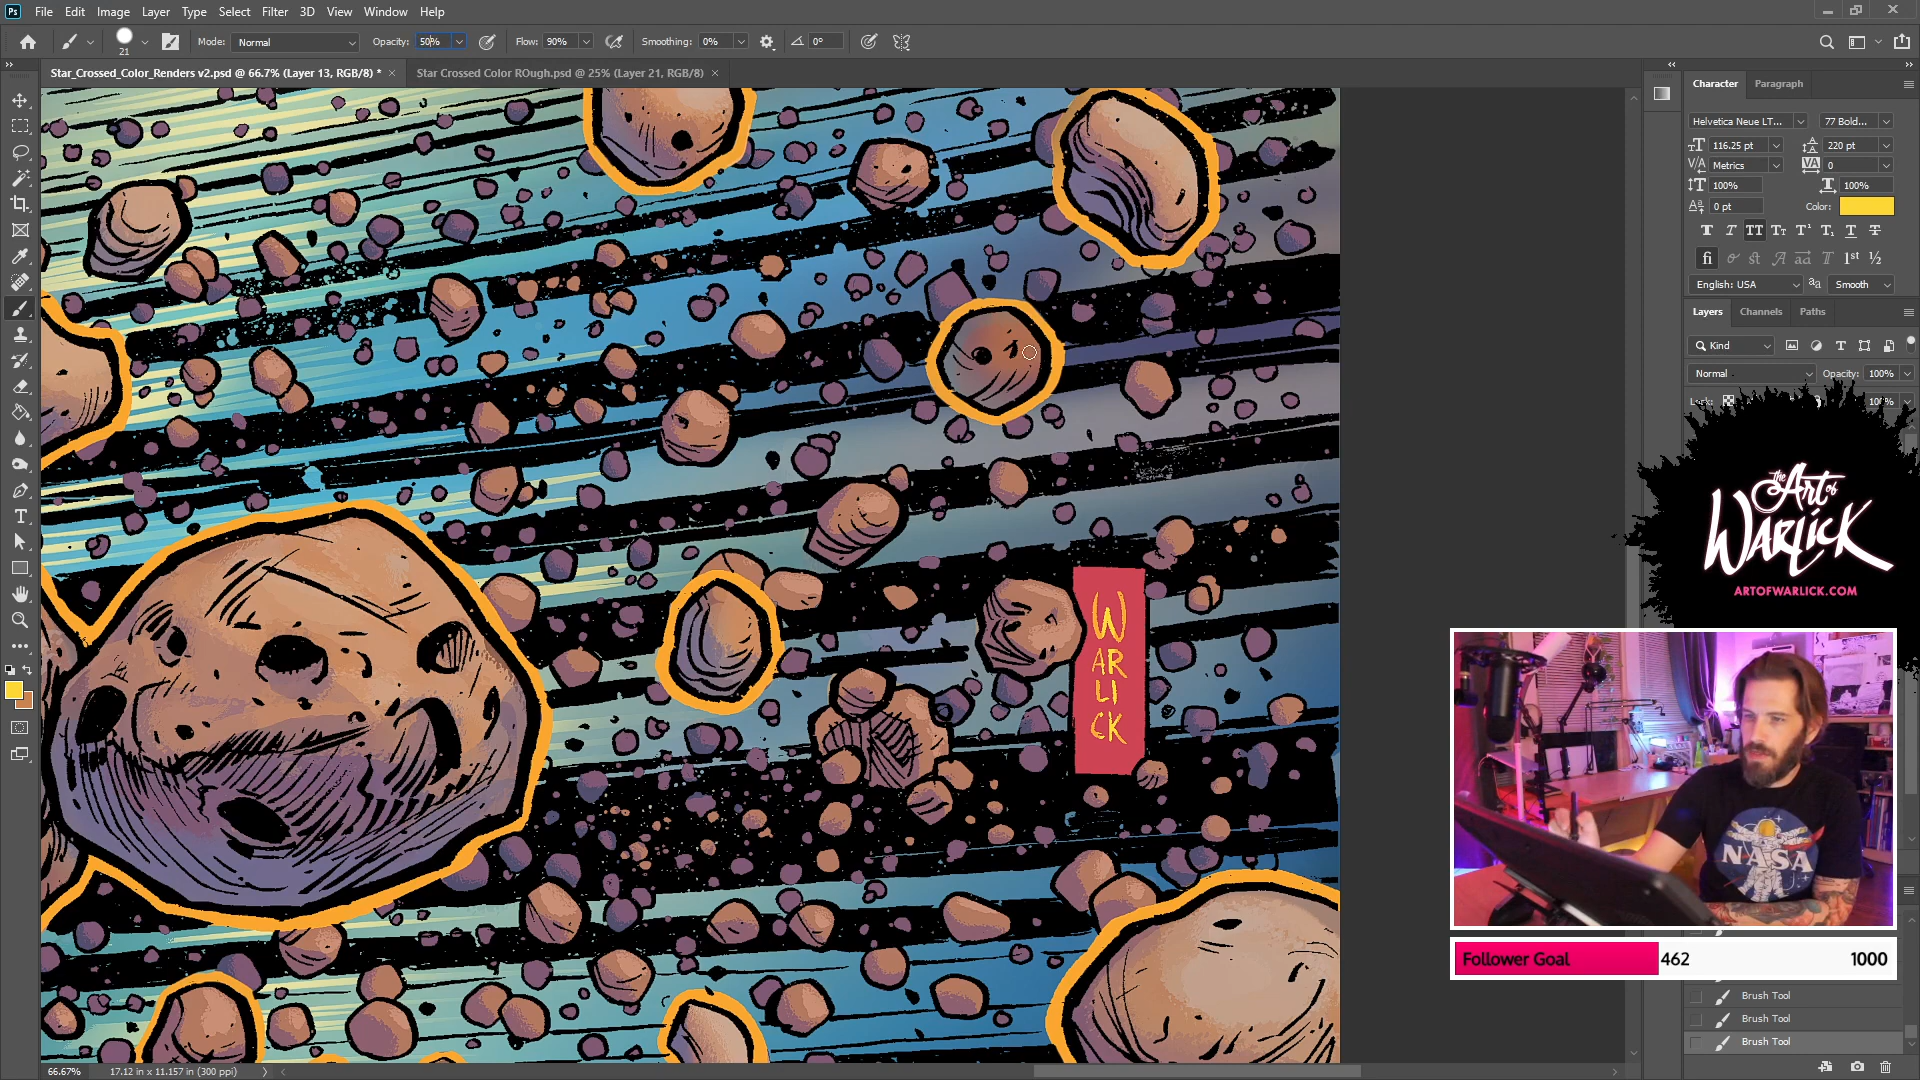 Ps File Edit Image Layer Type Select Filter 3D View Window Help
21 Mode: Normal Opacity: 50% Flow: 90% Smoothing: 0% 0°
Star_Crossed_Color_Renders v2.psd @ 66.7% (Layer 13, RGB/8) * × Star Crossed Color ROugh.psd @ 25% (Layer 21, RGB/8) ×
Character Paragraph
Helvetica Neue LT... 77 Bold...
116.25 pt 220 pt
Metrics 0
100% 100%
0 pt Color:
English: USA Smooth
Layers Channels Paths
Kind
Normal Opacity: 100%
100%
the Art of
WARLICK
ARTOFWARLICK.COM
W
AR
LI
CK
NASA
Follower Goal 462 1000
Brush Tool
Brush Tool
Brush Tool
66.67% 17.12 in x 11.157 in (300 ppi)